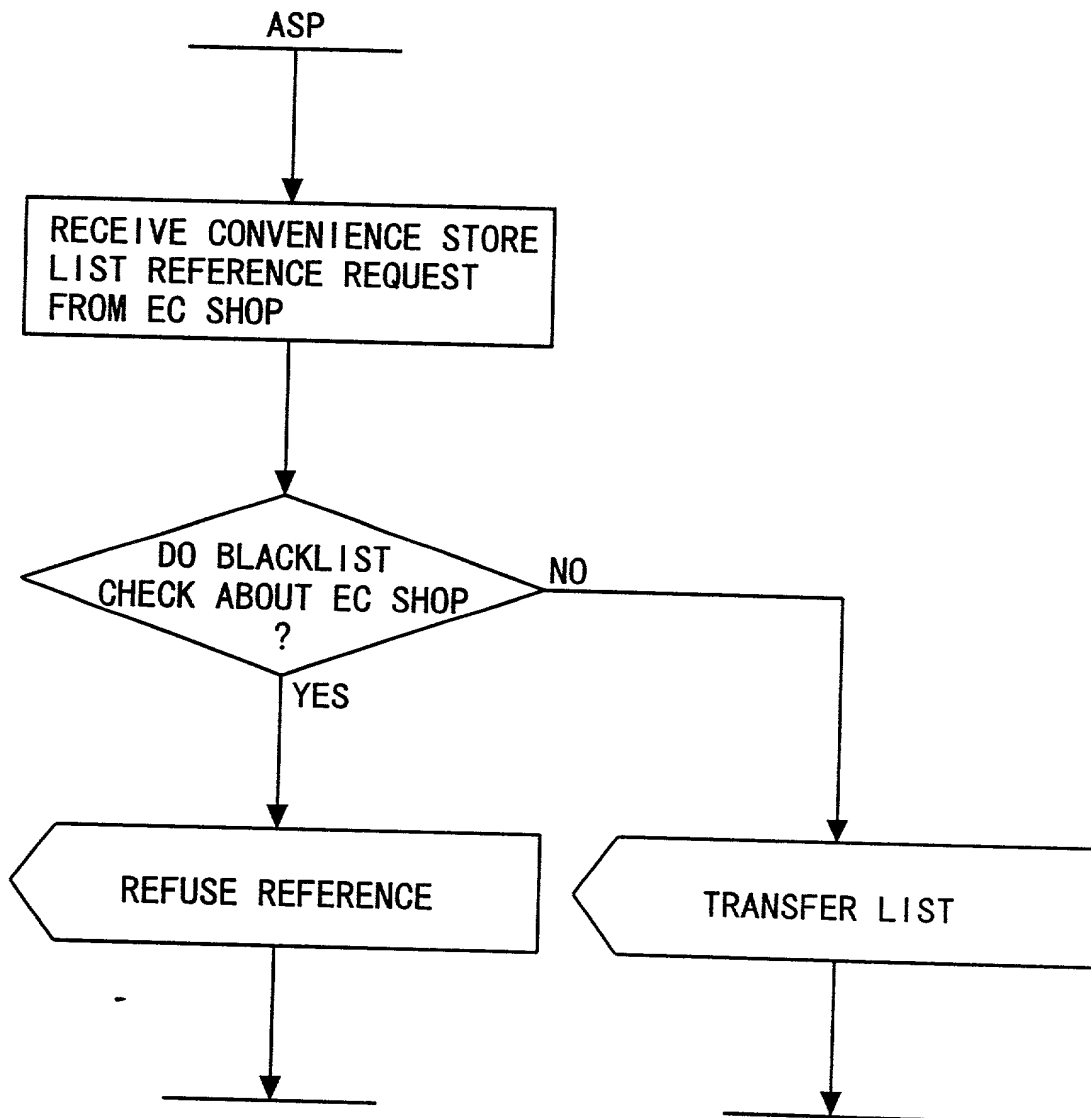 ASP
RECEIVE CONVENIENCE STORE
LIST REFERENCE REQUEST
FROM EC SHOP
DO BLACKLIST
CHECK ABOUT EC SHOP
?
NO
YES
REFUSE REFERENCE
TRANSFER LIST